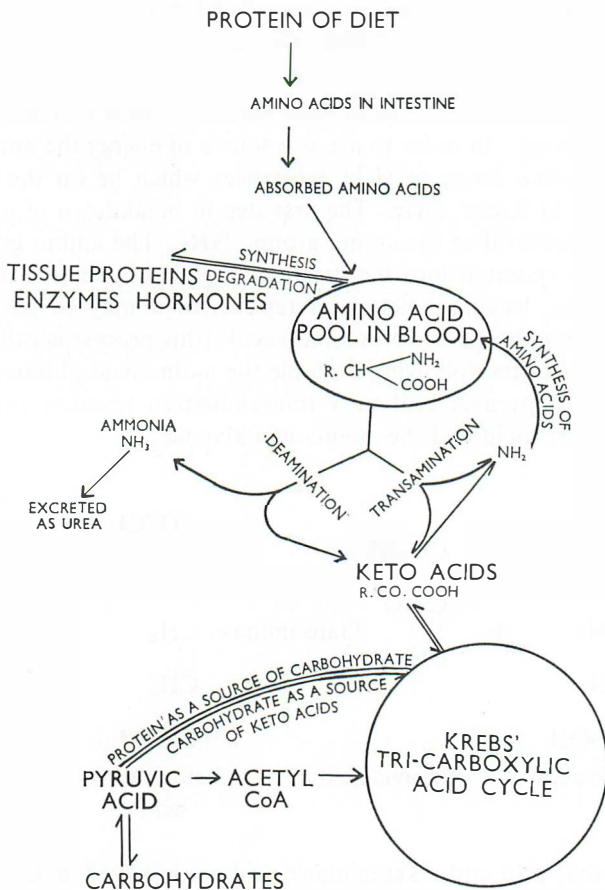 PROTEIN OF DIET
AMINO ACIDS IN INTESTINE
ABSORBED AMINO ACIDS
SYNTHESIS
DEGRADATION
TISSUE PROTEINS
ENZYMES HORMONES
AMINO ACID
POOL IN BLOOD
R. CH
NH₂
COOH
SYNTHESIS OF
AMINO ACIDS
AMMONIA
NH₃
EXCRETED
AS UREA
DEAMINATION
TRANSAMINATION
NH₂
KETO ACIDS
R. CO. COOH
PROTEIN AS A SOURCE OF CARBOHYDRATE
CARBOHYDRATE AS A SOURCE
OF KETO ACIDS
KREBS'
TRI-CARBOXYLIC
ACID CYCLE
PYRUVIC
ACID
ACETYL
CoA
CARBOHYDRATES